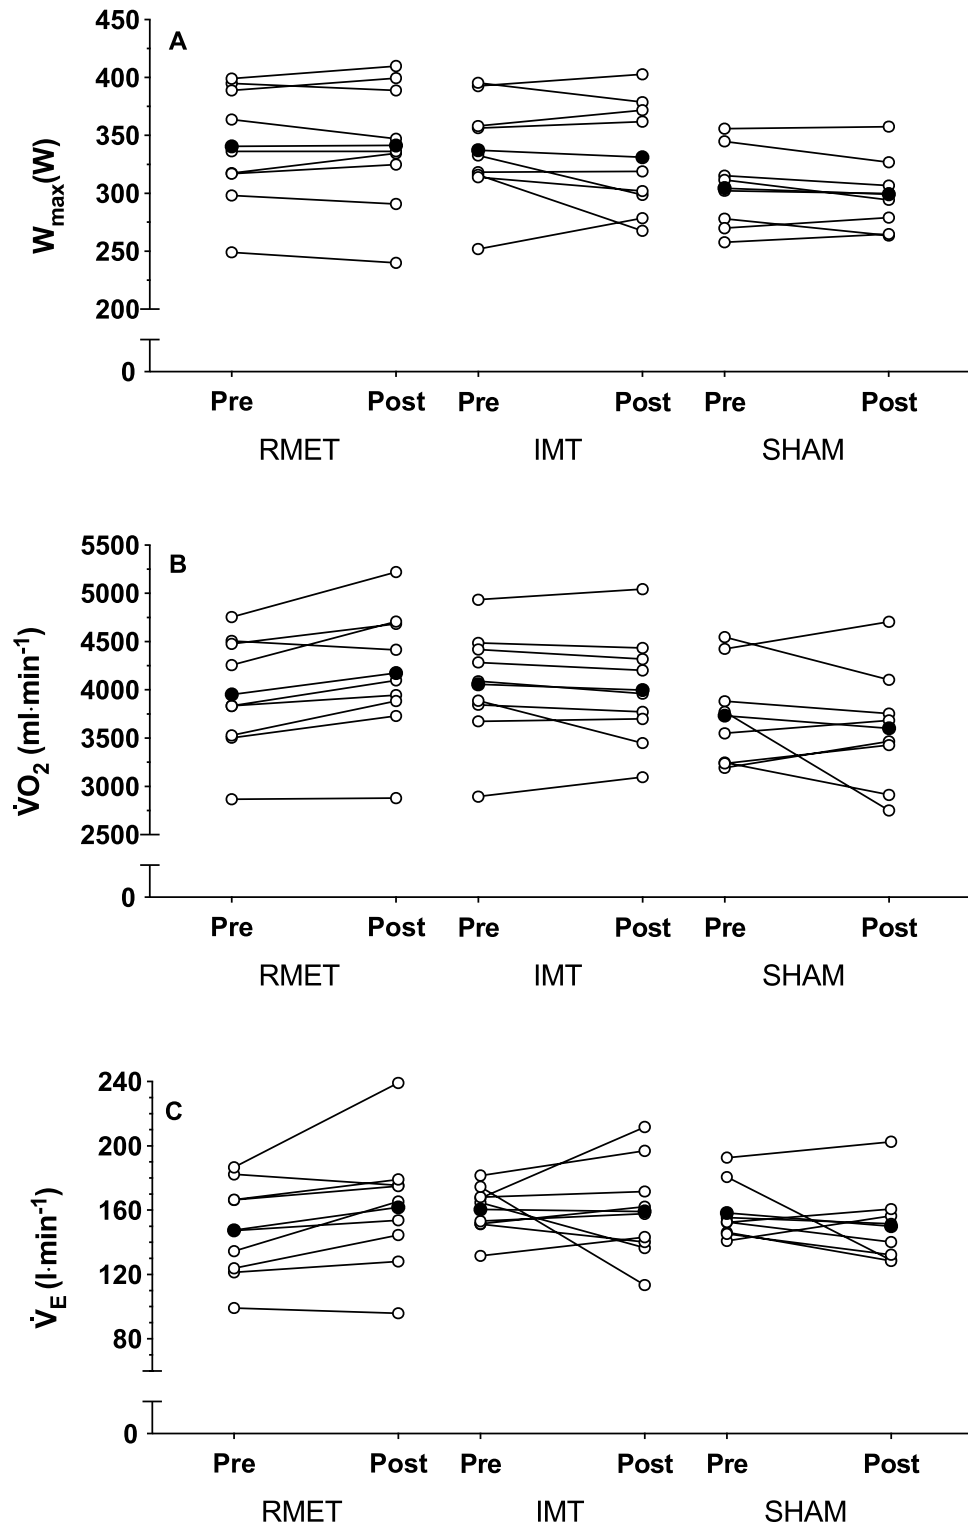 450
A
400
350
300
250
200
0
Wmax(W)
Pre Post Pre Post Pre Post
RMET IMT SHAM
5500
B
5000
4500
4000
3500
3000
2500
0
V̇O₂ (ml·min⁻¹)
Pre Post Pre Post Pre Post
RMET IMT SHAM
240
C
200
160
120
80
0
V̇E (l·min⁻¹)
Pre Post Pre Post Pre Post
RMET IMT SHAM